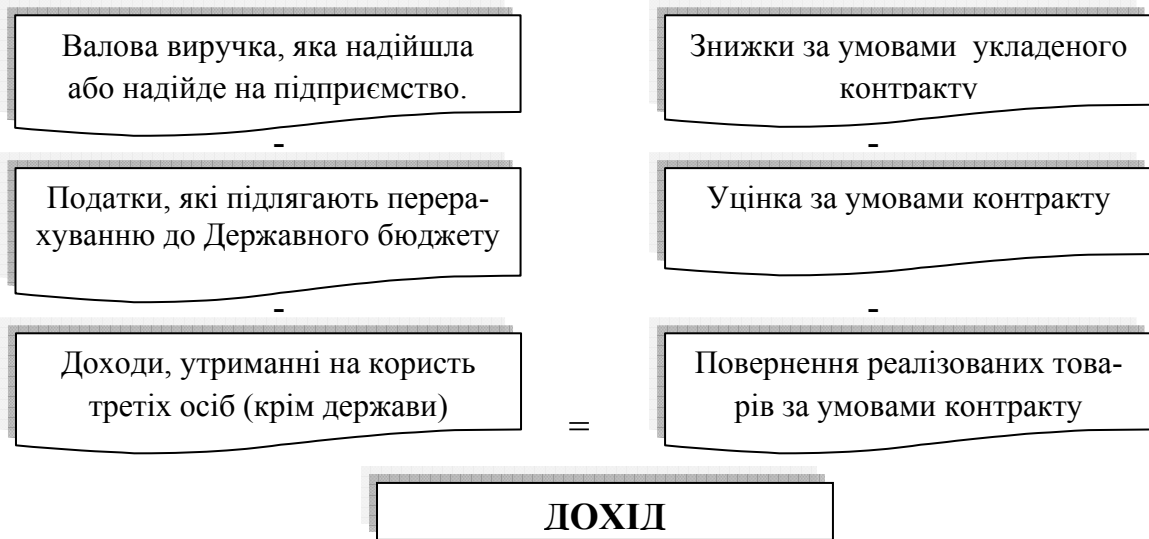 Валова виручка, яка надійшла
або надійде на підприємство.
-
Податки, які підлягають перера-
хуванню до Державного бюджету
-
Доходи, утриманні на користь
третіх осіб (крім держави)
Знижки за умовами укладеного
контракту
-
Уцінка за умовами контракту
-
Повернення реалізованих това-
рів за умовами контракту
=
ДОХІД